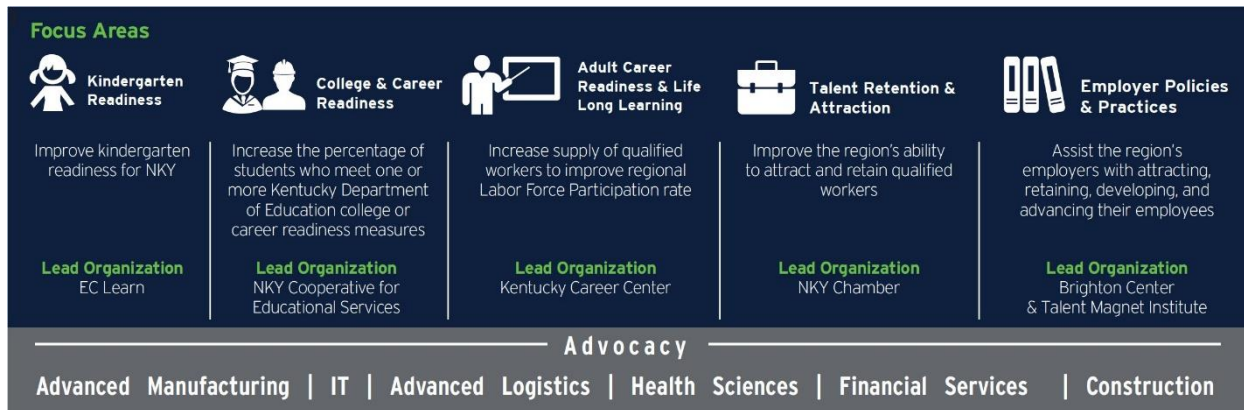 Focus Areas
Kindergarten
Readiness
Improve kindergarten
readiness for NKY
Lead Organization
EC Learn
College & Career
Readiness
Increase the percentage of
students who meet one or
more Kentucky Department
of Education college or
career readiness measures
Lead Organization
NKY Cooperative for
Educational Services
Adult Career
Readiness & Life
Long Learning
Increase supply of qualified
workers to improve regional
Labor Force Participation rate
Lead Organization
Kentucky Career Center
Talent Retention &
Attraction
Improve the region's ability
to attract and retain qualified
workers
Lead Organization
NKY Chamber
Employer Policies
& Practices
Assist the region's
employers with attracting,
retaining, developing, and
advancing their employees
Lead Organization
Brighton Center
& Talent Magnet Institute
Advocacy
Advanced Manufacturing | IT | Advanced Logistics | Health Sciences | Financial Services | Construction